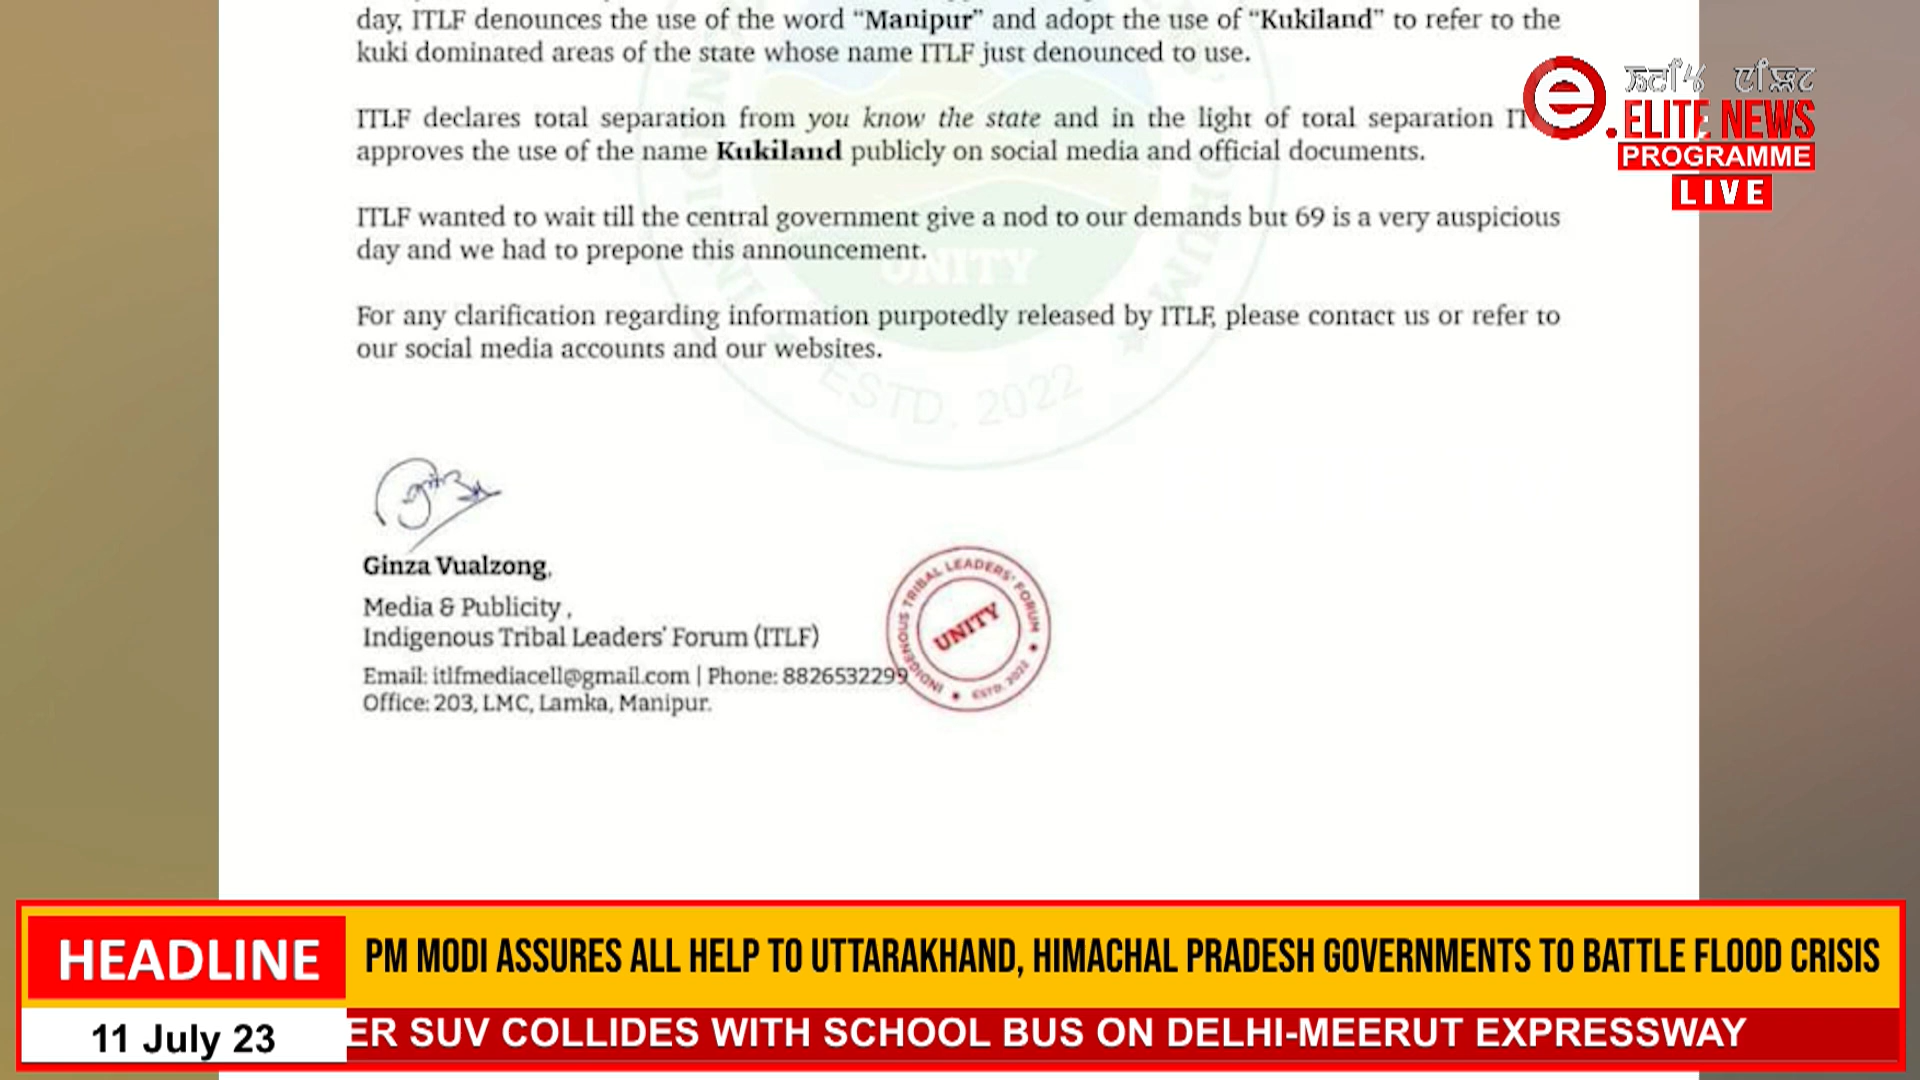 day, ITLF denounces the use of the word “Manipur” and adopt the use of “Kukiland” to refer to the
kuki dominated areas of the state whose name ITLF just denounced to use.
ITLF declares total separation from you know the state and in the light of total separation IT
approves the use of the name Kukiland publicly on social media and official documents.
ITLF wanted to wait till the central government give a nod to our demands but 69 is a very auspicious
day and we had to prepone this announcement.
For any clarification regarding information purpotedly released by ITLF, please contact us or refer to
our social media accounts and our websites.
UNITY
ESTD. 2022
Ginza Vualzong,
Media & Publicity ,
Indigenous Tribal Leaders' Forum (ITLF)
Email: itlfmediacell@gmail.com | Phone: 8826532299
Office: 203, LMC, Lamka, Manipur.
INDIGENOUS TRIBAL LEADERS' FORUM
UNITY
ESTD. 2022
e
ELITE NEWS
PROGRAMME
LIVE
HEADLINE
PM MODI ASSURES ALL HELP TO UTTARAKHAND, HIMACHAL PRADESH GOVERNMENTS TO BATTLE FLOOD CRISIS
11 July 23
ER SUV COLLIDES WITH SCHOOL BUS ON DELHI-MEERUT EXPRESSWAY